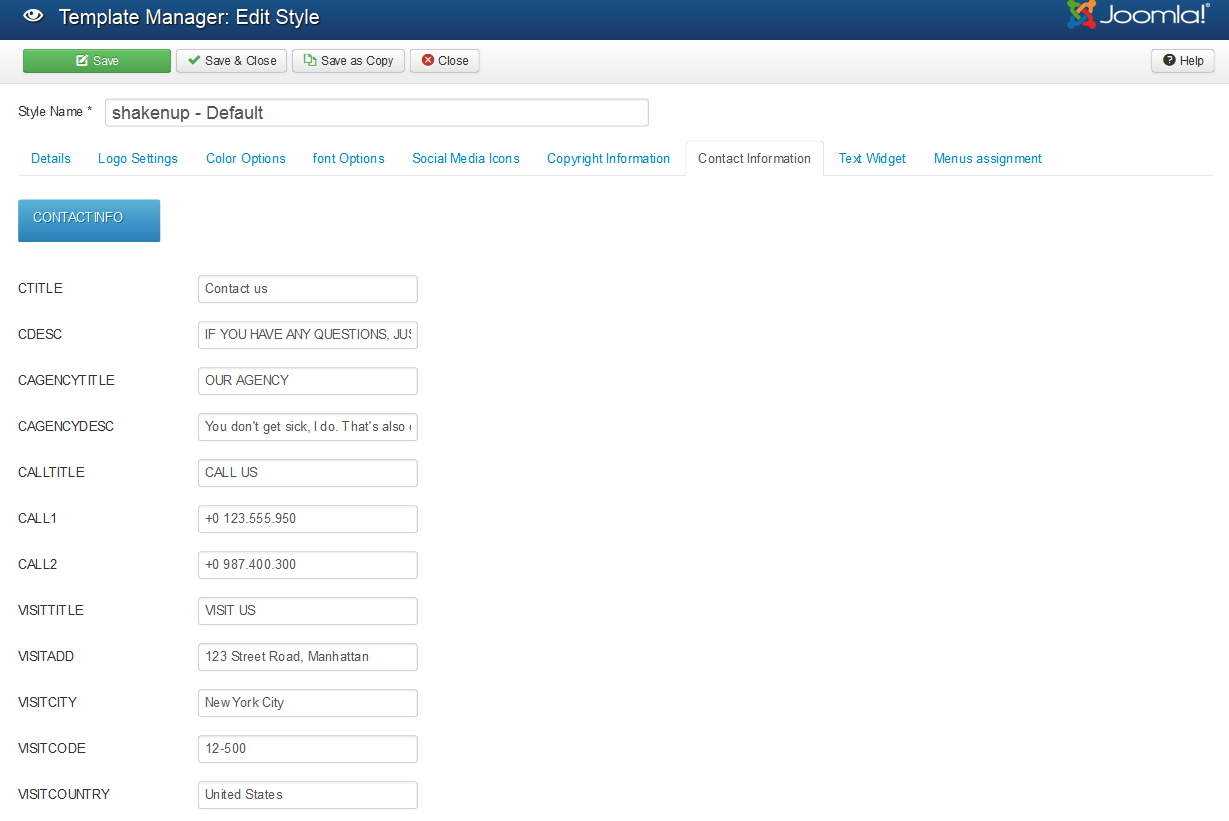 Template Manager: Edit Style
Joomla!®
Save
Save & Close
Save as Copy
Close
Help
Style Name * shakenup - Default
Details Logo Settings Color Options font Options Social Media Icons Copyright Information Contact Information Text Widget Menus assignment
CONTACTINFO
CTITLE Contact us
CDESC IF YOU HAVE ANY QUESTIONS, JUS
CAGENCYTITLE OUR AGENCY
CAGENCYDESC You don't get sick, I do. That's also
CALLTITLE CALL US
CALL1 +0 123.555.950
CALL2 +0 987.400.300
VISITTITLE VISIT US
VISITADD 123 Street Road, Manhattan
VISITCITY New York City
VISITCODE 12-500
VISITCOUNTRY United States